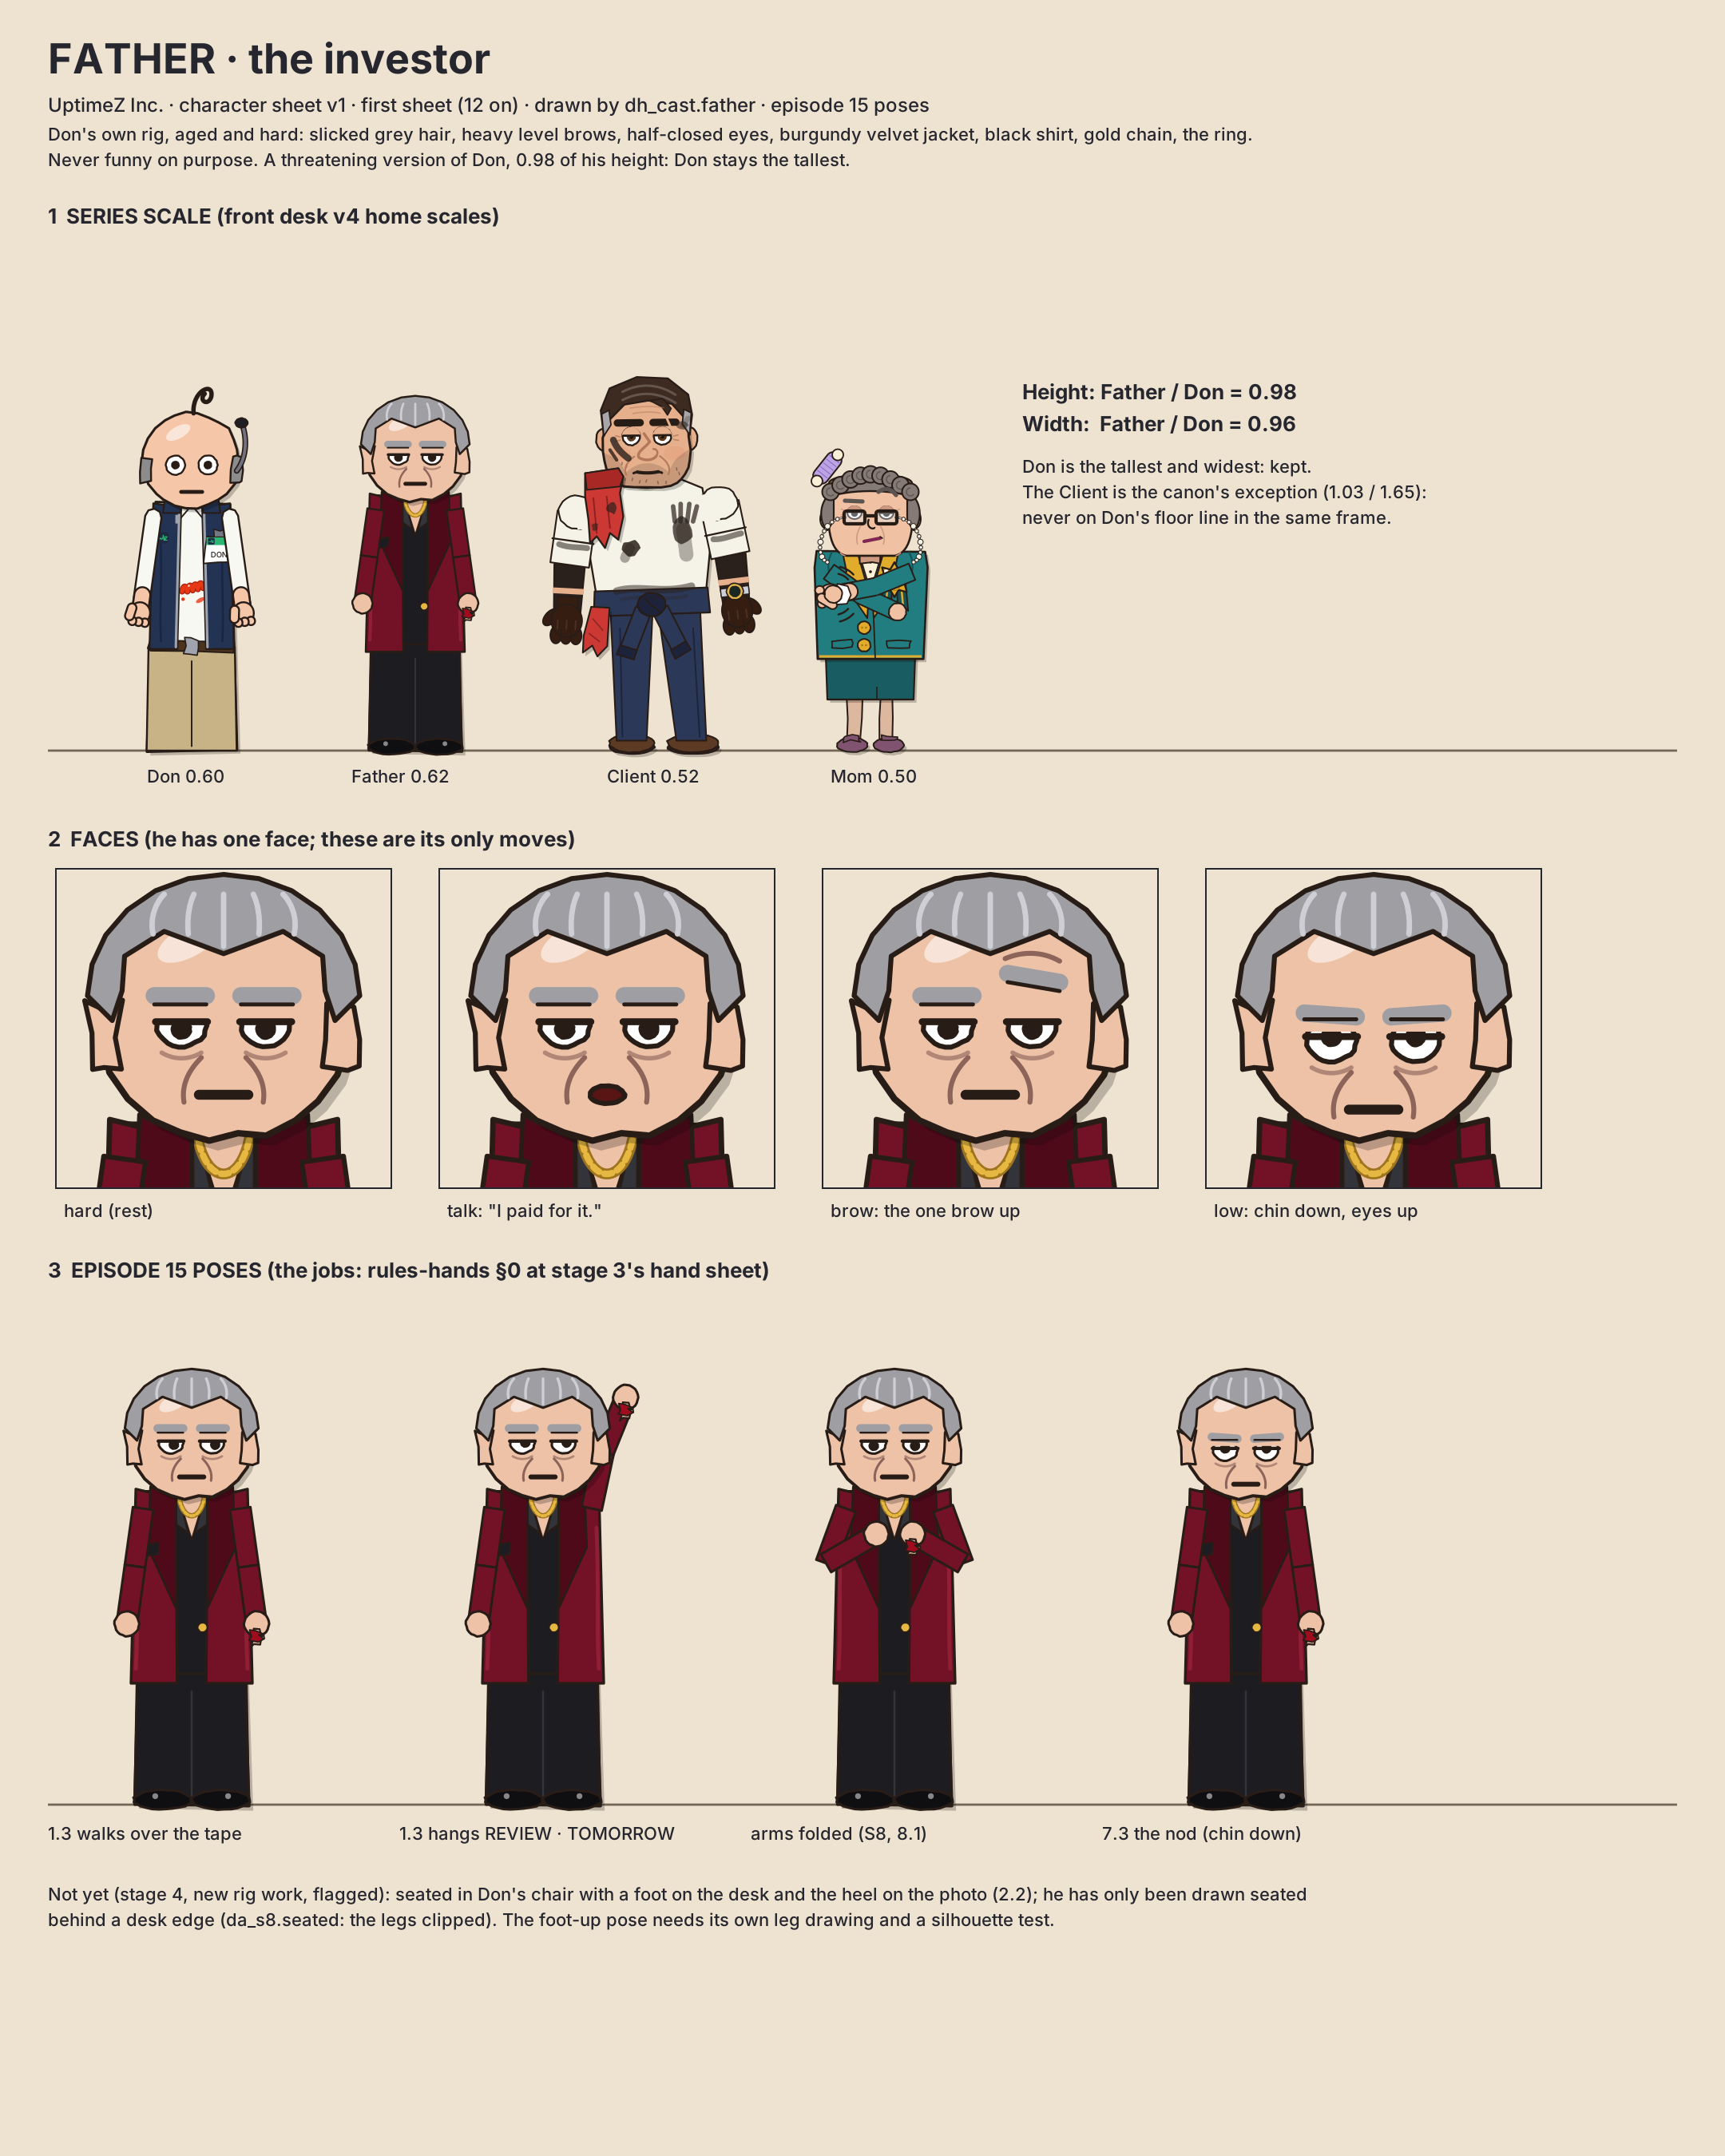 FATHER · the investor
UptimeZ Inc. · character sheet v1 · first sheet (12 on) · drawn by dh_cast.father · episode 15 poses
Don's own rig, aged and hard: slicked grey hair, heavy level brows, half-closed eyes, burgundy velvet jacket, black shirt, gold chain, the ring.
Never funny on purpose. A threatening version of Don, 0.98 of his height: Don stays the tallest.
1 SERIES SCALE (front desk v4 home scales)
Height: Father / Don = 0.98
Width: Father / Don = 0.96
Don is the tallest and widest: kept.
The Client is the canon's exception (1.03 / 1.65):
never on Don's floor line in the same frame.
DON
Don 0.60
Father 0.62
Client 0.52
Mom 0.50
2 FACES (he has one face; these are its only moves)
hard (rest)
talk: "I paid for it."
brow: the one brow up
low: chin down, eyes up
3 EPISODE 15 POSES (the jobs: rules-hands §0 at stage 3's hand sheet)
1.3 walks over the tape
1.3 hangs REVIEW · TOMORROW
arms folded (S8, 8.1)
7.3 the nod (chin down)
Not yet (stage 4, new rig work, flagged): seated in Don's chair with a foot on the desk and the heel on the photo (2.2); he has only been drawn seated
behind a desk edge (da_s8.seated: the legs clipped). The foot-up pose needs its own leg drawing and a silhouette test.